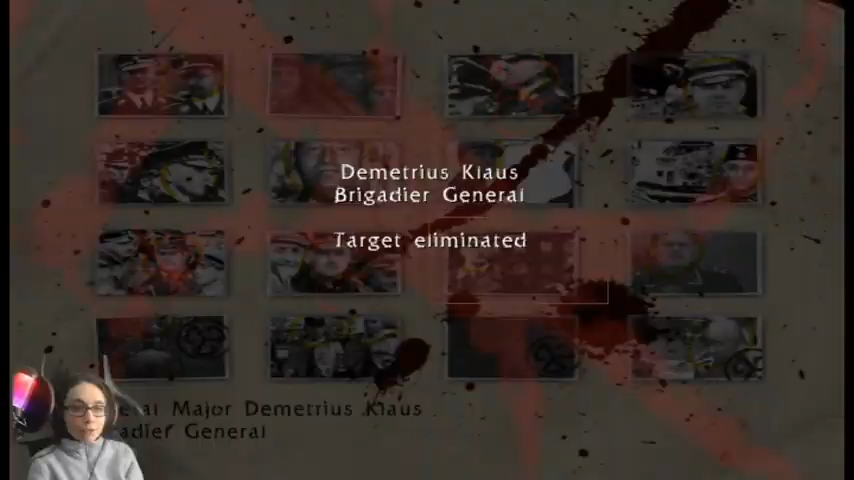 Demetrius Klaus
Brigadier General
Target eliminated
Major Demetrius Klaus
General